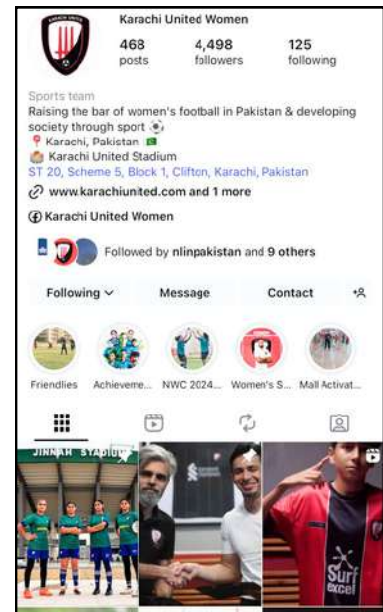 Karachi United Women
468 4,498 125
posts followers following
Sports team
Raising the bar of women's football in Pakistan & developing
society through sport ⚽
📍 Karachi, Pakistan 🇵🇰
🏟 Karachi United Stadium
ST 20, Scheme 5, Block 1, Clifton, Karachi, Pakistan
www.karachiunited.com and 1 more
Karachi United Women
Followed by nlinpakistan and 9 others
Following Message Contact
Friendlies Achieveme... NWC 2024... Women's S... Mall Activat...
JINNAH STADIUM
Surf
excel